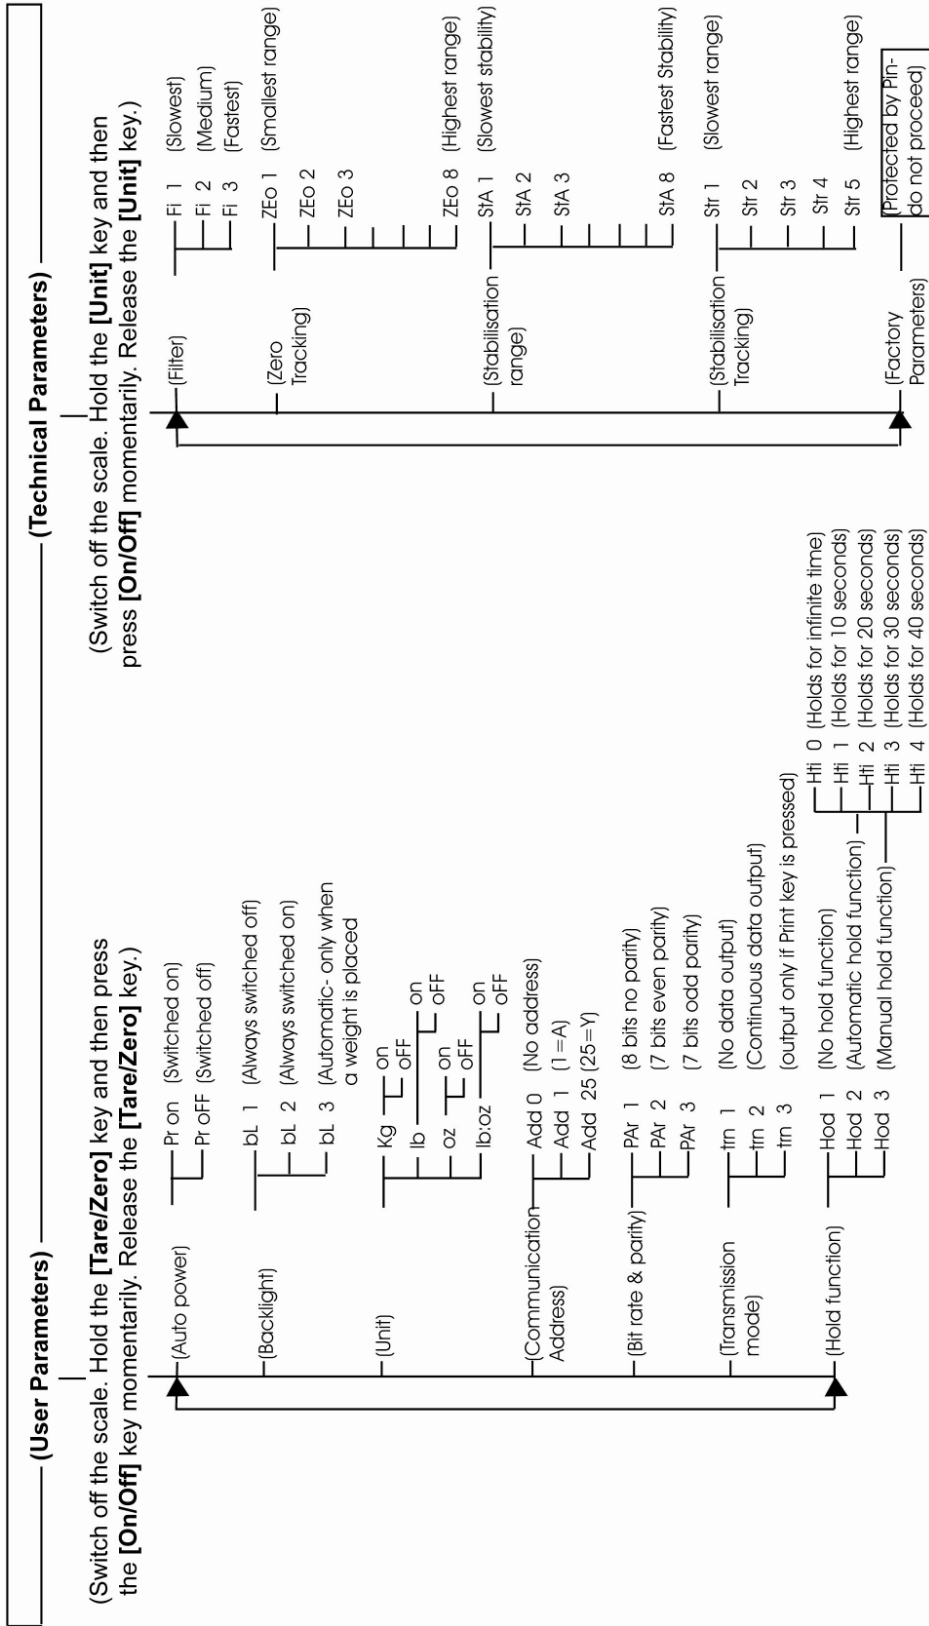 (User Parameters)
(Technical Parameters)
(Switch off the scale. Hold the [Tare/Zero] key and then press
the [On/Off] key momentarily. Release the [Tare/Zero] key.)
(Auto power)
Pr on (Switched on)
Pr oFF (Switched off)
(Backlight)
bL 1 (Always switched off)
bL 2 (Always switched on)
bL 3 (Automatic- only when
a weight is placed
(Unit)
Kg on
oFF
lb on
oFF
oz on
oFF
lb:oz on
oFF
(Communication
Address)
Add 0 (No address)
Add 1 (1=A)
Add 25 (25=Y)
(Bit rate & parity)
PAr 1 (8 bits no parity)
PAr 2 (7 bits even parity)
PAr 3 (7 bits odd parity)
(Transmission
mode)
trn 1 (No data output)
trn 2 (Continuous data output)
trn 3 (output only if Print key is pressed)
(Hold function)
Hod 1 (No hold function)
Hod 2 (Automatic hold function)
Hod 3 (Manual hold function)
Hti 0 (Holds for infinite time)
Hti 1 (Holds for 10 seconds)
Hti 2 (Holds for 20 seconds)
Hti 3 (Holds for 30 seconds)
Hti 4 (Holds for 40 seconds)
(Switch off the scale. Hold the [Unit] key and then
press [On/Off] momentarily. Release the [Unit] key.)
(Filter)
Fi 1 (Slowest)
Fi 2 (Medium)
Fi 3 (Fastest)
(Zero
Tracking)
ZEo 1 (Smallest range)
ZEo 2
ZEo 3
ZEo 8 (Highest range)
(Stabilisation
range)
StA 1 (Slowest stability)
StA 2
StA 3
StA 8 (Fastest Stability)
(Stabilisation
Tracking)
Str 1 (Slowest range)
Str 2
Str 3
Str 4
Str 5 (Highest range)
(Factory
Parameters)
(Protected by Pin-
do not proceed)